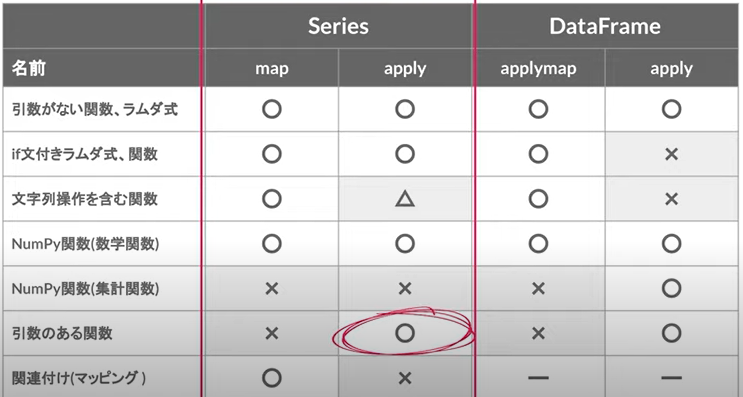 Series DataFrame
名前 map apply applymap apply
引数がない関数、ラムダ式 ○ ○ ○ ○
if文付きラムダ式、関数 ○ ○ ○ ×
文字列操作を含む関数 ○ △ ○ ×
NumPy関数(数学関数) ○ ○ ○ ○
NumPy関数(集計関数) × × × ○
引数のある関数 × ○ × ○
関連付け(マッピング) ○ × ー ー